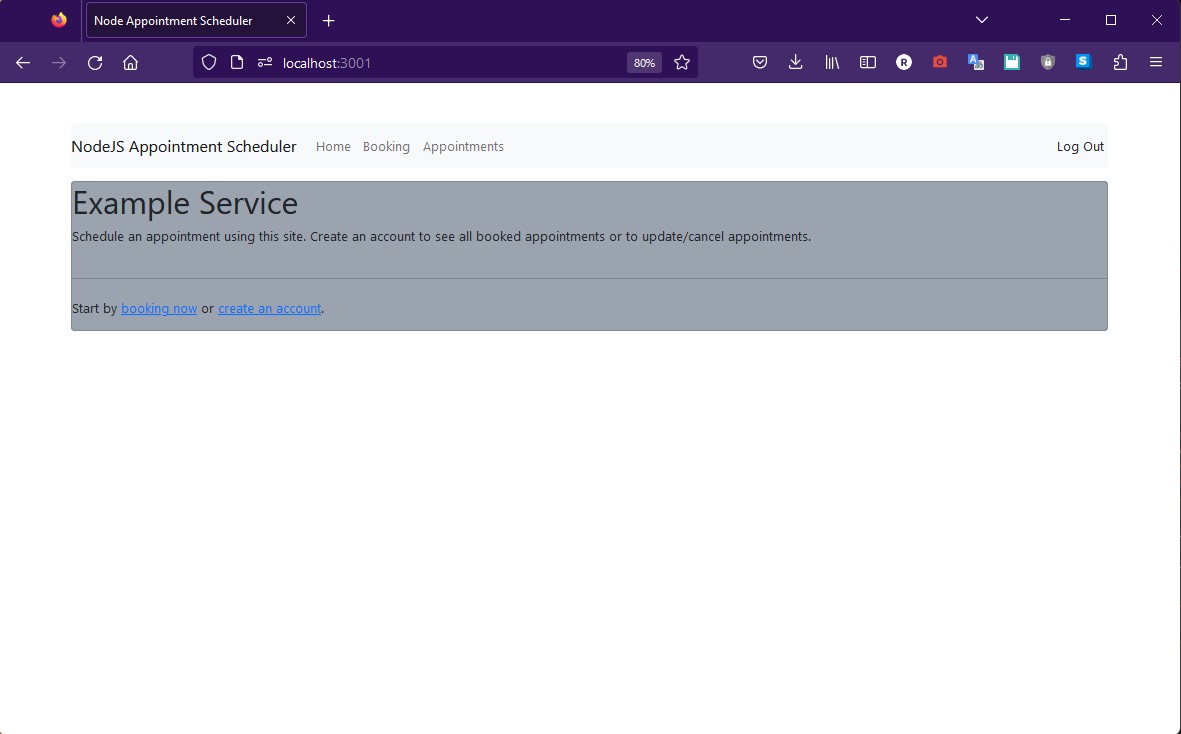 Node Appointment Scheduler
localhost:3001
80%
NodeJS Appointment Scheduler Home Booking Appointments Log Out
Example Service
Schedule an appointment using this site. Create an account to see all booked appointments or to update/cancel appointments.
Start by booking now or create an account.